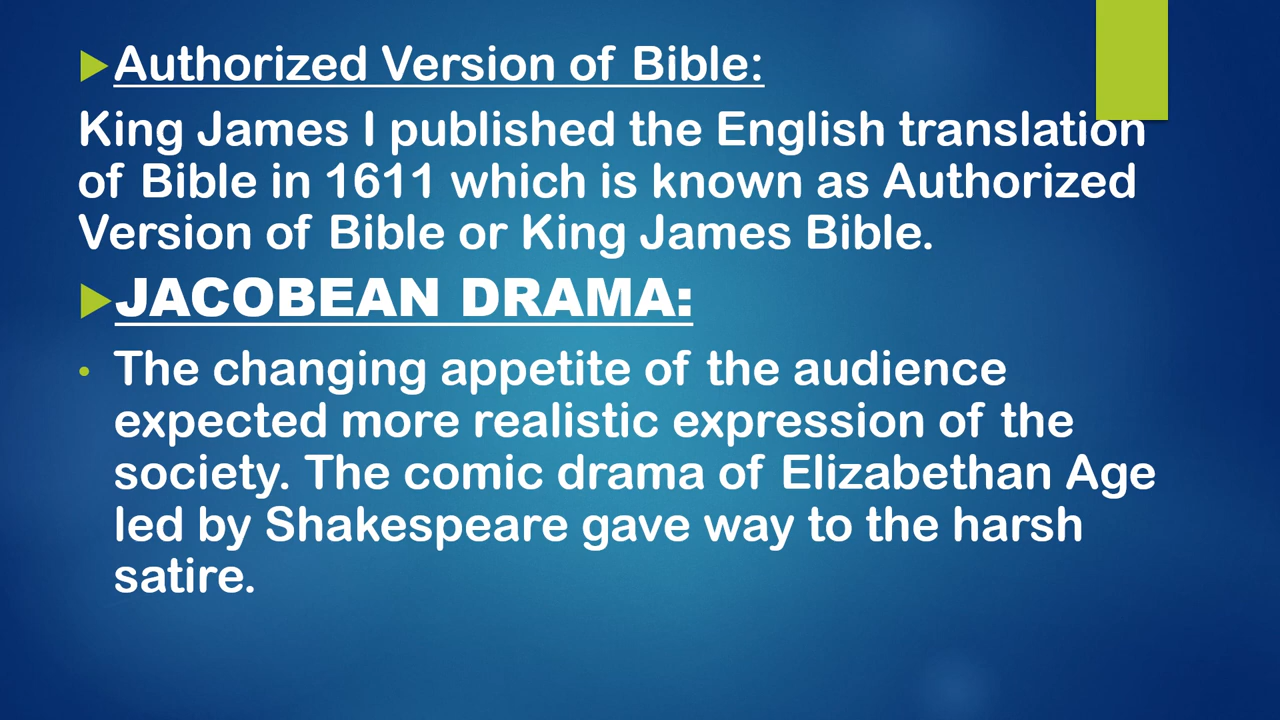 Authorized Version of Bible:
King James I published the English translation
of Bible in 1611 which is known as Authorized
Version of Bible or King James Bible.
JACOBEAN DRAMA:
The changing appetite of the audience
expected more realistic expression of the
society. The comic drama of Elizabethan Age
led by Shakespeare gave way to the harsh
satire.